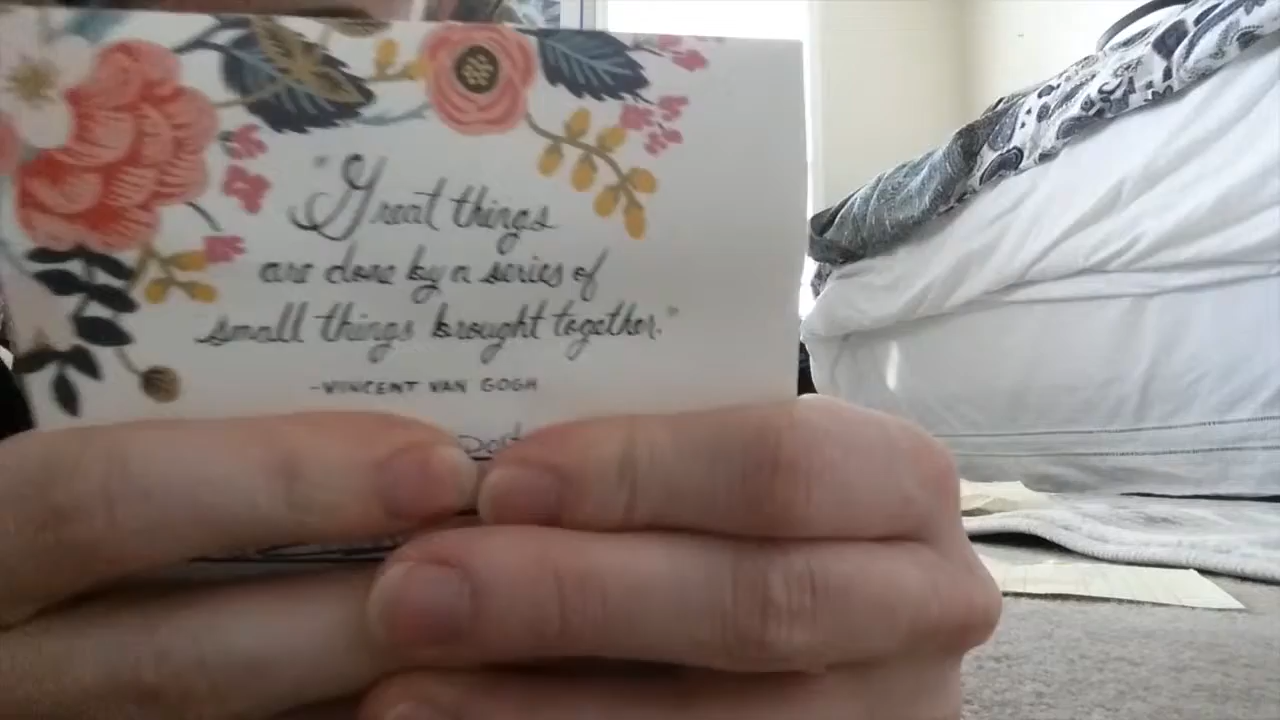 "Great things
are done by a series of
small things brought together."
-VINCENT VAN GOGH